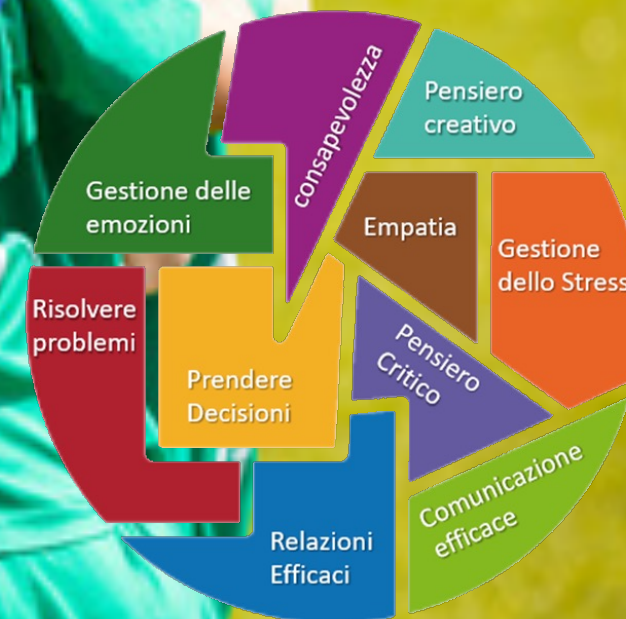 consapevolezza
Pensiero
creativo
Gestione delle
emozioni
Empatia
Gestione
dello Stress
Risolvere
problemi
Prendere
Decisioni
Pensiero
Critico
Comunicazione
efficace
Relazioni
Efficaci